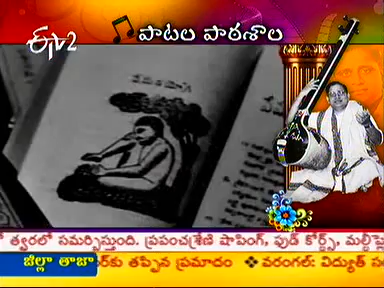 ETV2
పాటల పాఠశాల
త్వరలో సమర్పిస్తుంది. ప్రపంచశ్రేణి షాపింగ్, ఫుడ్ కోర్ట్స్, మల్టీప్లె
జిల్లా తాజా ర్‌కు తప్పిన ప్రమాదం ❖వరంగల్: విద్యుత్ సం